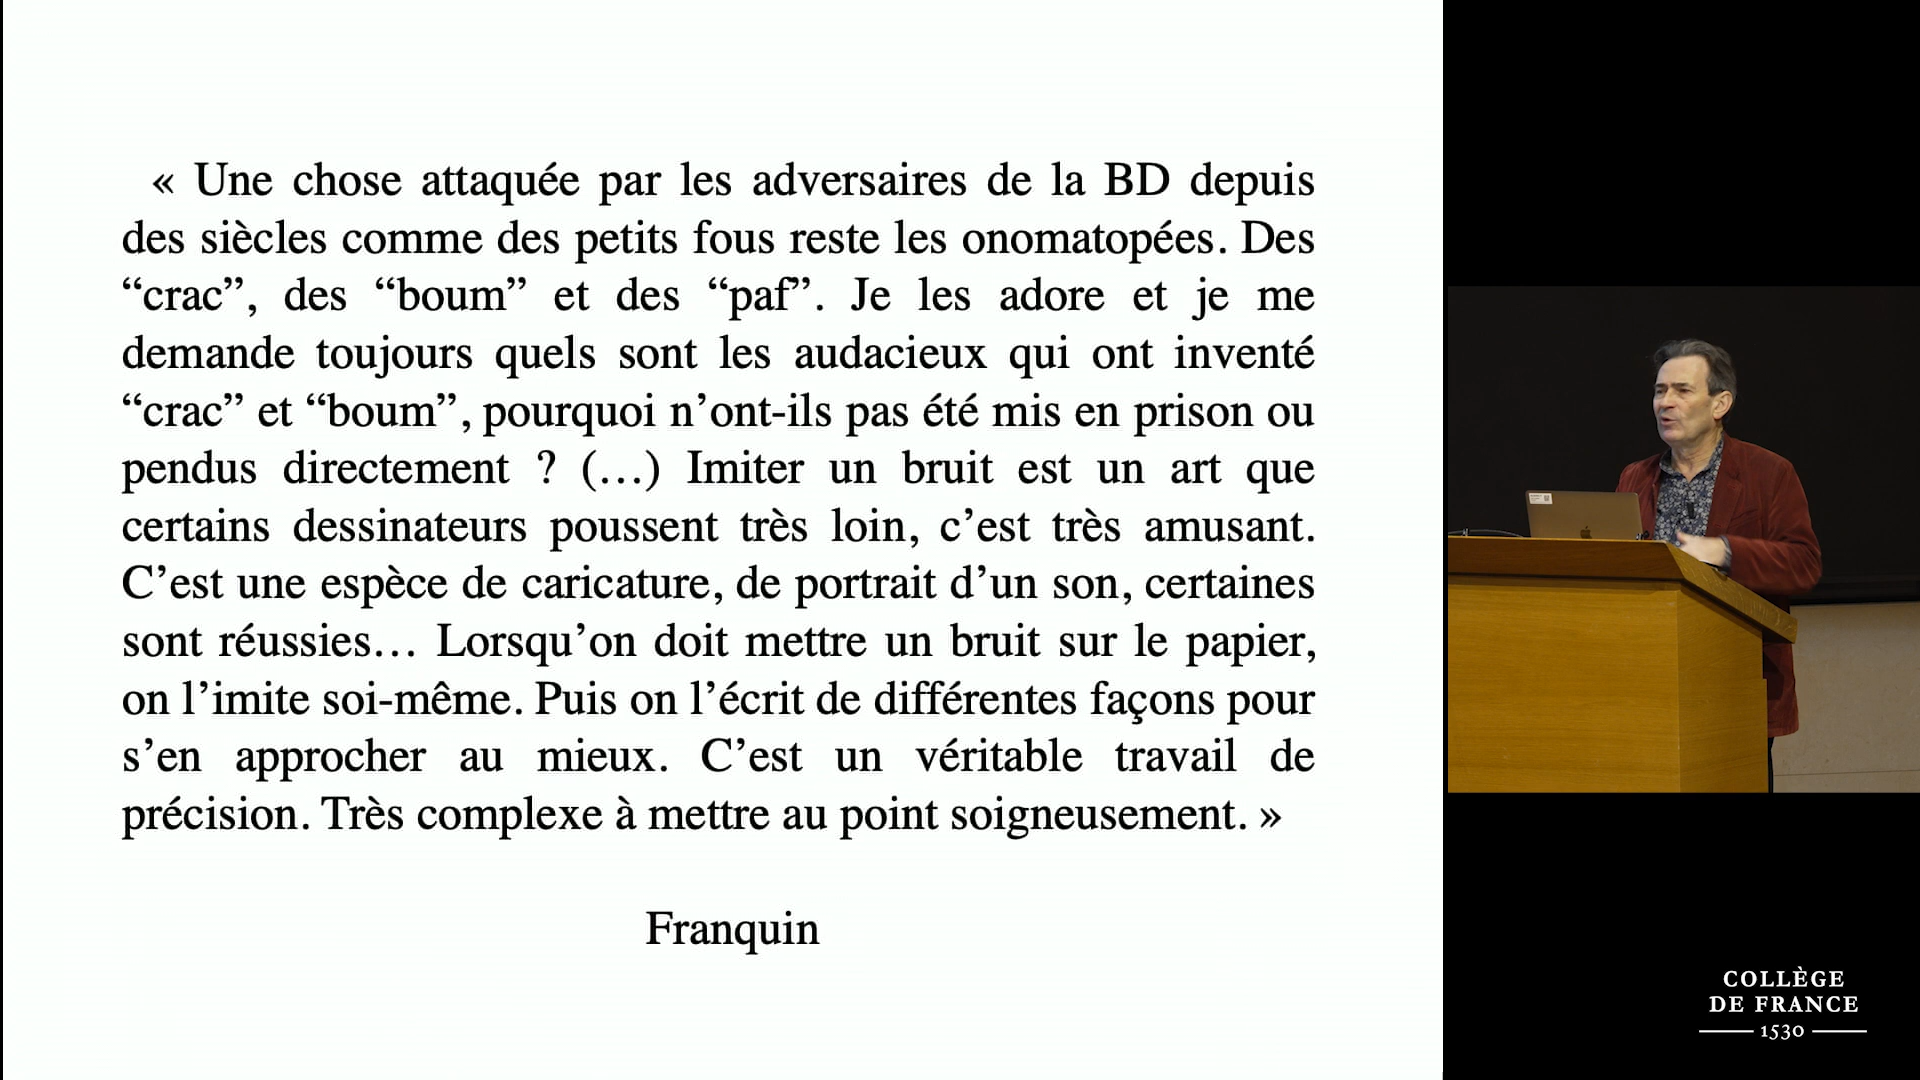 « Une chose attaquée par les adversaires de la BD depuis
des siècles comme des petits fous reste les onomatopées. Des
“crac”, des “boum” et des “paf”. Je les adore et je me
demande toujours quels sont les audacieux qui ont inventé
“crac” et “boum”, pourquoi n’ont-ils pas été mis en prison ou
pendus directement ? (…) Imiter un bruit est un art que
certains dessinateurs poussent très loin, c’est très amusant.
C’est une espèce de caricature, de portrait d’un son, certaines
sont réussies… Lorsqu’on doit mettre un bruit sur le papier,
on l’imite soi-même. Puis on l’écrit de différentes façons pour
s’en approcher au mieux. C’est un véritable travail de
précision. Très complexe à mettre au point soigneusement. »
Franquin
COLLÈGE
DE FRANCE
1530